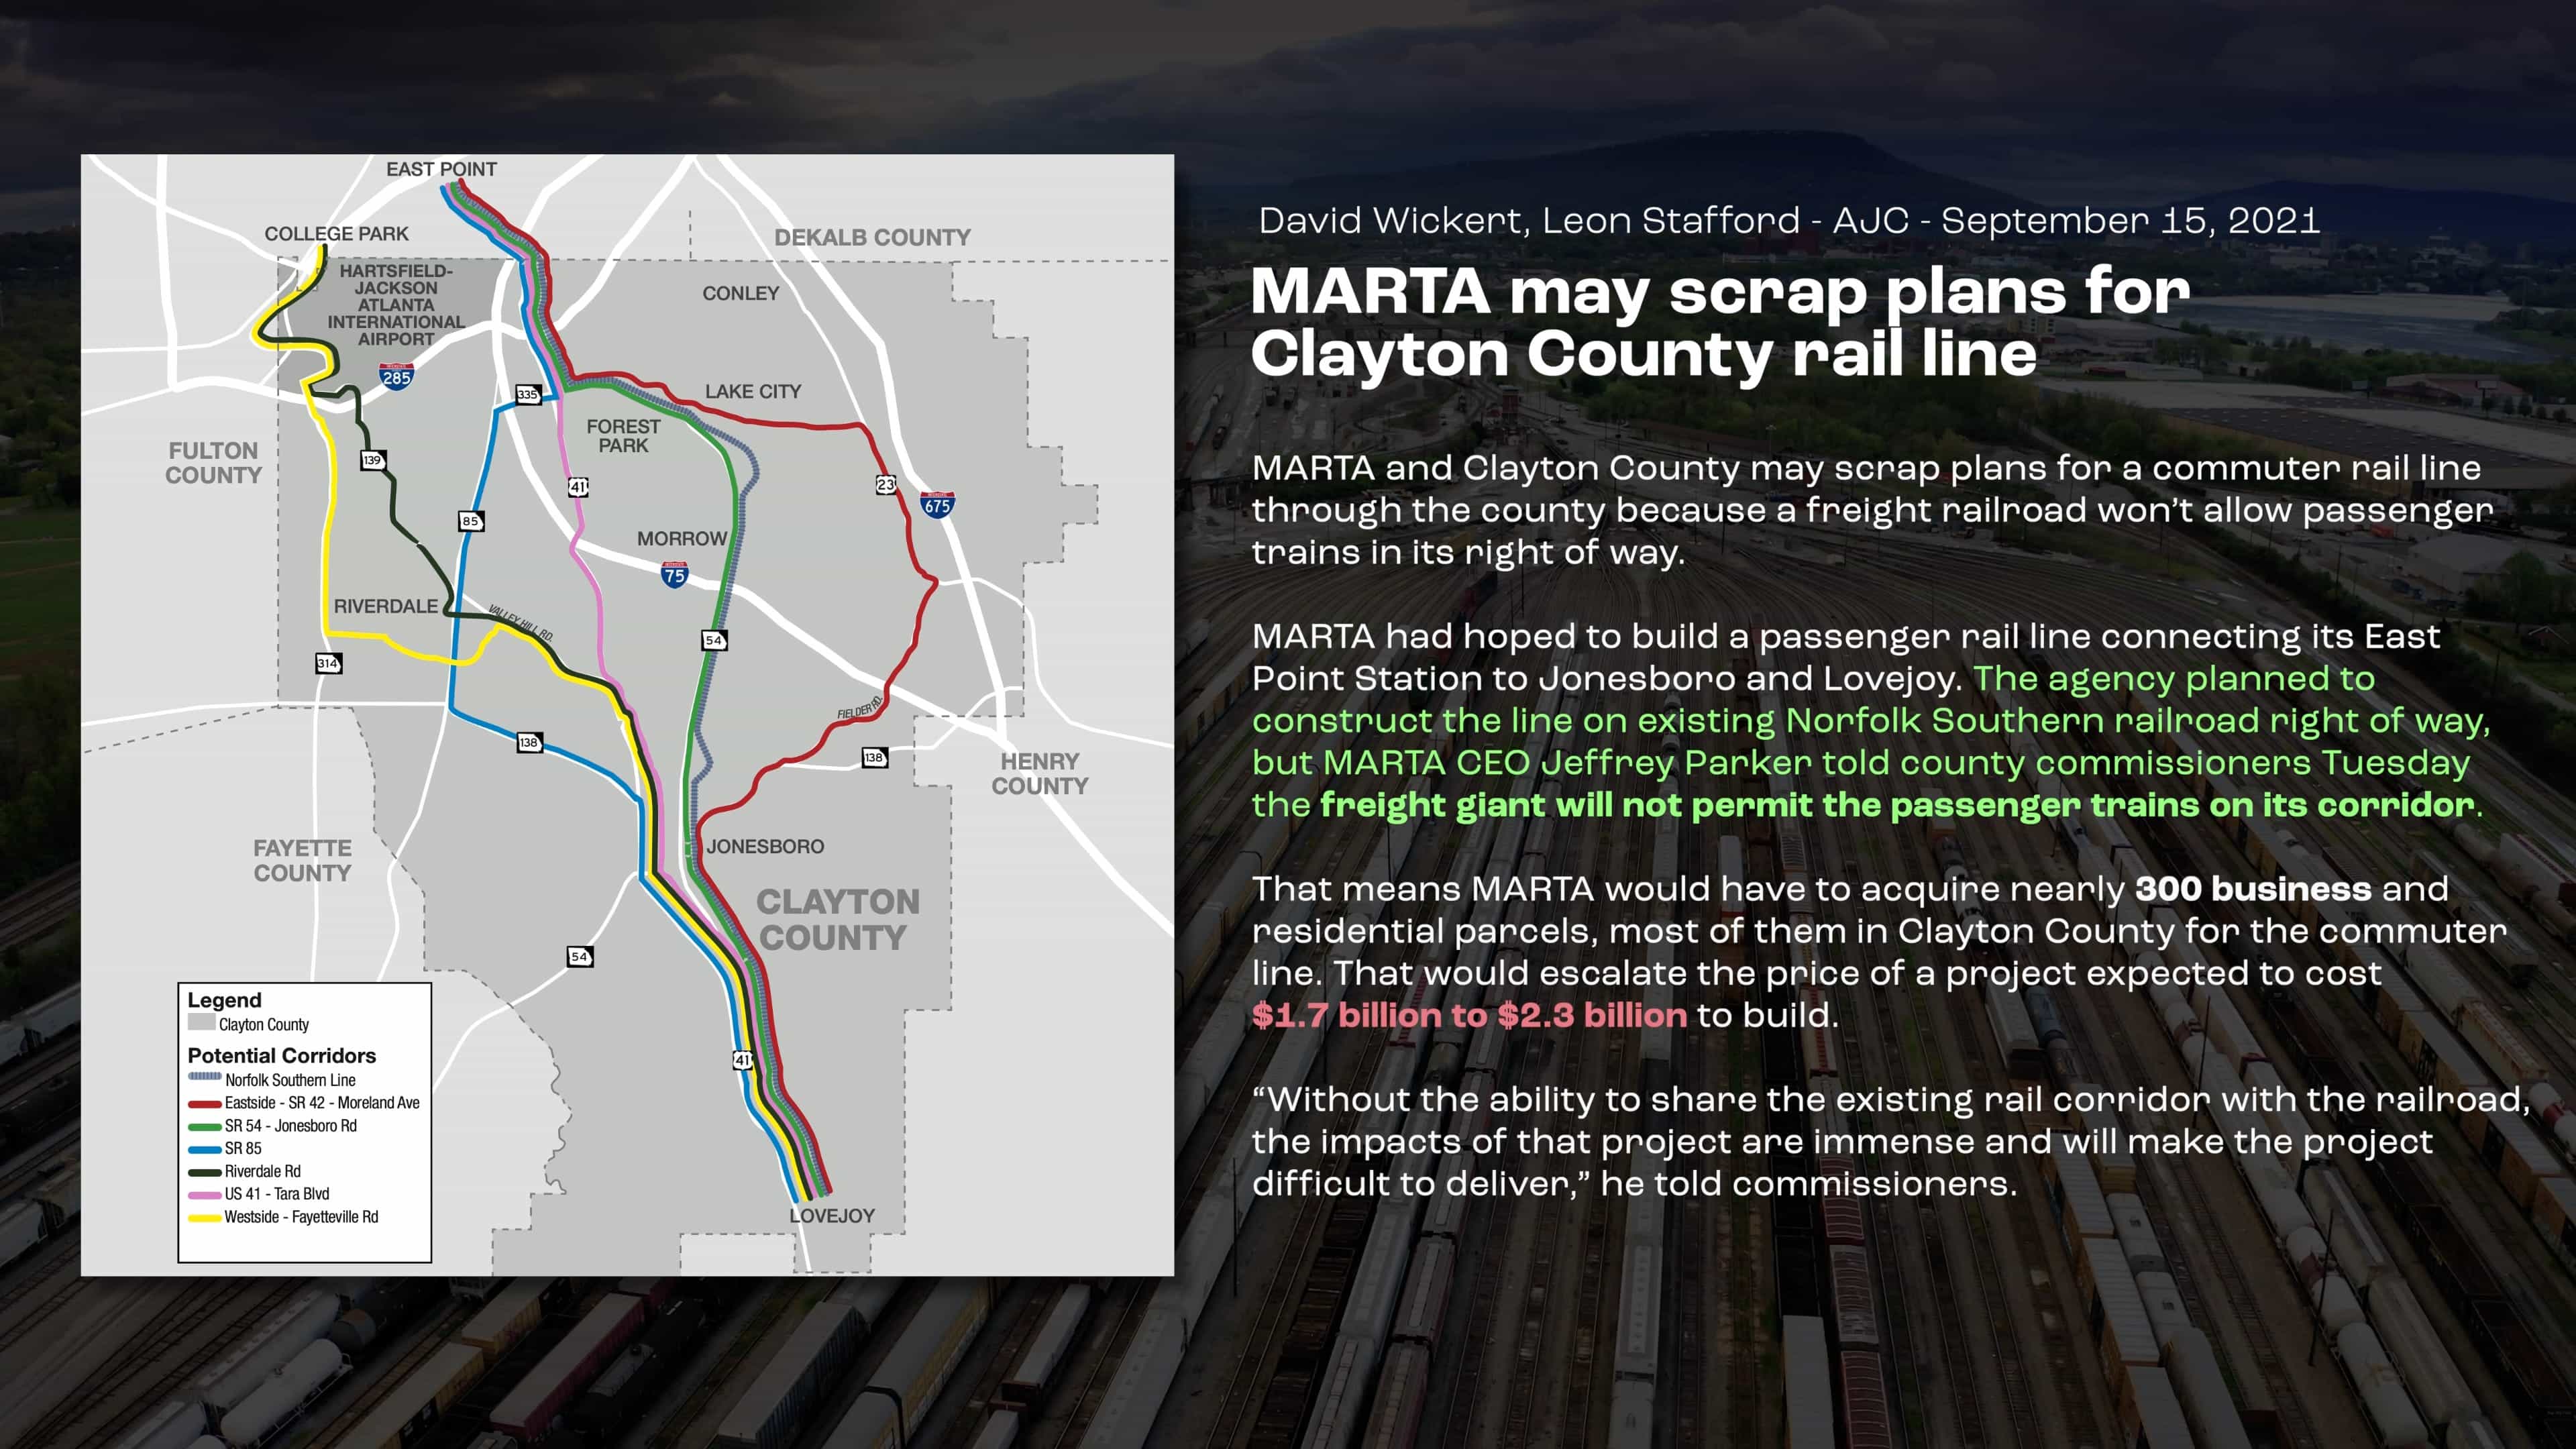 EAST POINT
COLLEGE PARK
DEKALB COUNTY
HARTSFIELD-
JACKSON
ATLANTA
INTERNATIONAL
AIRPORT
CONLEY
285
335
LAKE CITY
FOREST
PARK
FULTON
COUNTY
139
41
23
675
85
MORROW
75
RIVERDALE
VALLEY HILL RD.
54
314
FIELDER RD.
138
138
HENRY
COUNTY
JONESBORO
FAYETTE
COUNTY
CLAYTON
COUNTY
54
41
LOVEJOY
Legend
Clayton County
Potential Corridors
Norfolk Southern Line
Eastside - SR 42 - Moreland Ave
SR 54 - Jonesboro Rd
SR 85
Riverdale Rd
US 41 - Tara Blvd
Westside - Fayetteville Rd
David Wickert, Leon Stafford - AJC - September 15, 2021
MARTA may scrap plans for
Clayton County rail line
MARTA and Clayton County may scrap plans for a commuter rail line
through the county because a freight railroad won’t allow passenger
trains in its right of way.
MARTA had hoped to build a passenger rail line connecting its East
Point Station to Jonesboro and Lovejoy. The agency planned to
construct the line on existing Norfolk Southern railroad right of way,
but MARTA CEO Jeffrey Parker told county commissioners Tuesday
the freight giant will not permit the passenger trains on its corridor.
That means MARTA would have to acquire nearly 300 business and
residential parcels, most of them in Clayton County for the commuter
line. That would escalate the price of a project expected to cost
$1.7 billion to $2.3 billion to build.
“Without the ability to share the existing rail corridor with the railroad,
the impacts of that project are immense and will make the project
difficult to deliver,” he told commissioners.